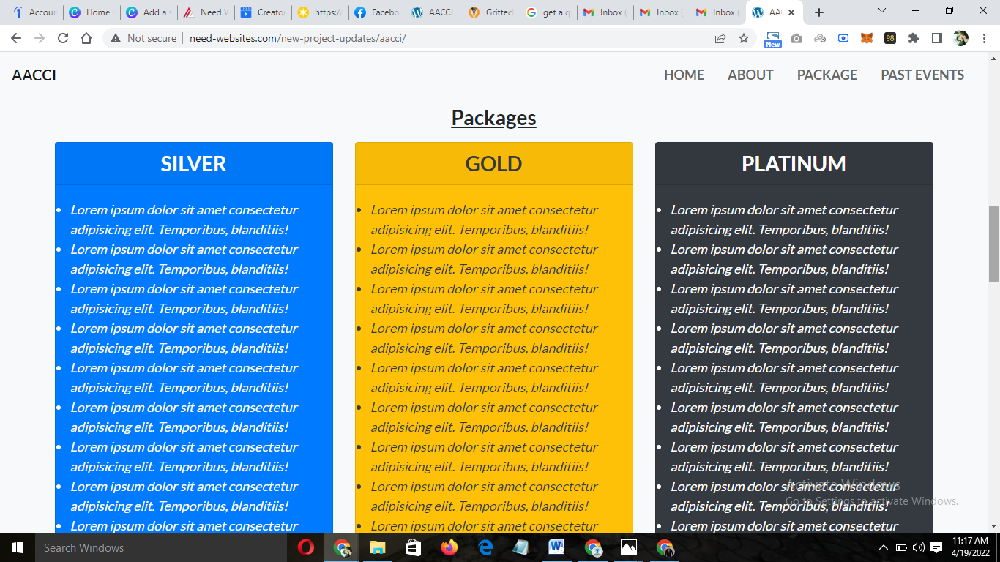 Accour
Home
Add a s
Need W
Creator
https://
Facebo
AACCI
Grittech
get a q
Inbox (
Inbox (
Inbox (
AAC
Not secure
need-websites.com/new-project-updates/aacci/
New
98
AACCI
HOME ABOUT PACKAGE PAST EVENTS
Packages
SILVER
Lorem ipsum dolor sit amet consectetur
adipisicing elit. Temporibus, blanditiis!
Lorem ipsum dolor sit amet consectetur
adipisicing elit. Temporibus, blanditiis!
Lorem ipsum dolor sit amet consectetur
adipisicing elit. Temporibus, blanditiis!
Lorem ipsum dolor sit amet consectetur
adipisicing elit. Temporibus, blanditiis!
Lorem ipsum dolor sit amet consectetur
adipisicing elit. Temporibus, blanditiis!
Lorem ipsum dolor sit amet consectetur
adipisicing elit. Temporibus, blanditiis!
Lorem ipsum dolor sit amet consectetur
adipisicing elit. Temporibus, blanditiis!
Lorem ipsum dolor sit amet consectetur
adipisicing elit. Temporibus, blanditiis!
Lorem ipsum dolor sit amet consectetur
GOLD
Lorem ipsum dolor sit amet consectetur
adipisicing elit. Temporibus, blanditiis!
Lorem ipsum dolor sit amet consectetur
adipisicing elit. Temporibus, blanditiis!
Lorem ipsum dolor sit amet consectetur
adipisicing elit. Temporibus, blanditiis!
Lorem ipsum dolor sit amet consectetur
adipisicing elit. Temporibus, blanditiis!
Lorem ipsum dolor sit amet consectetur
adipisicing elit. Temporibus, blanditiis!
Lorem ipsum dolor sit amet consectetur
adipisicing elit. Temporibus, blanditiis!
Lorem ipsum dolor sit amet consectetur
adipisicing elit. Temporibus, blanditiis!
Lorem ipsum dolor sit amet consectetur
adipisicing elit. Temporibus, blanditiis!
Lorem ipsum dolor sit amet consectetur
PLATINUM
Lorem ipsum dolor sit amet consectetur
adipisicing elit. Temporibus, blanditiis!
Lorem ipsum dolor sit amet consectetur
adipisicing elit. Temporibus, blanditiis!
Lorem ipsum dolor sit amet consectetur
adipisicing elit. Temporibus, blanditiis!
Lorem ipsum dolor sit amet consectetur
adipisicing elit. Temporibus, blanditiis!
Lorem ipsum dolor sit amet consectetur
adipisicing elit. Temporibus, blanditiis!
Lorem ipsum dolor sit amet consectetur
adipisicing elit. Temporibus, blanditiis!
Lorem ipsum dolor sit amet consectetur
adipisicing elit. Temporibus, blanditiis!
Lorem ipsum dolor sit amet consectetur
adipisicing elit. Temporibus, blanditiis!
Lorem ipsum dolor sit amet consectetur
Activate Windows
Go to Settings to activate Windows.
Search Windows
11:17 AM
4/19/2022